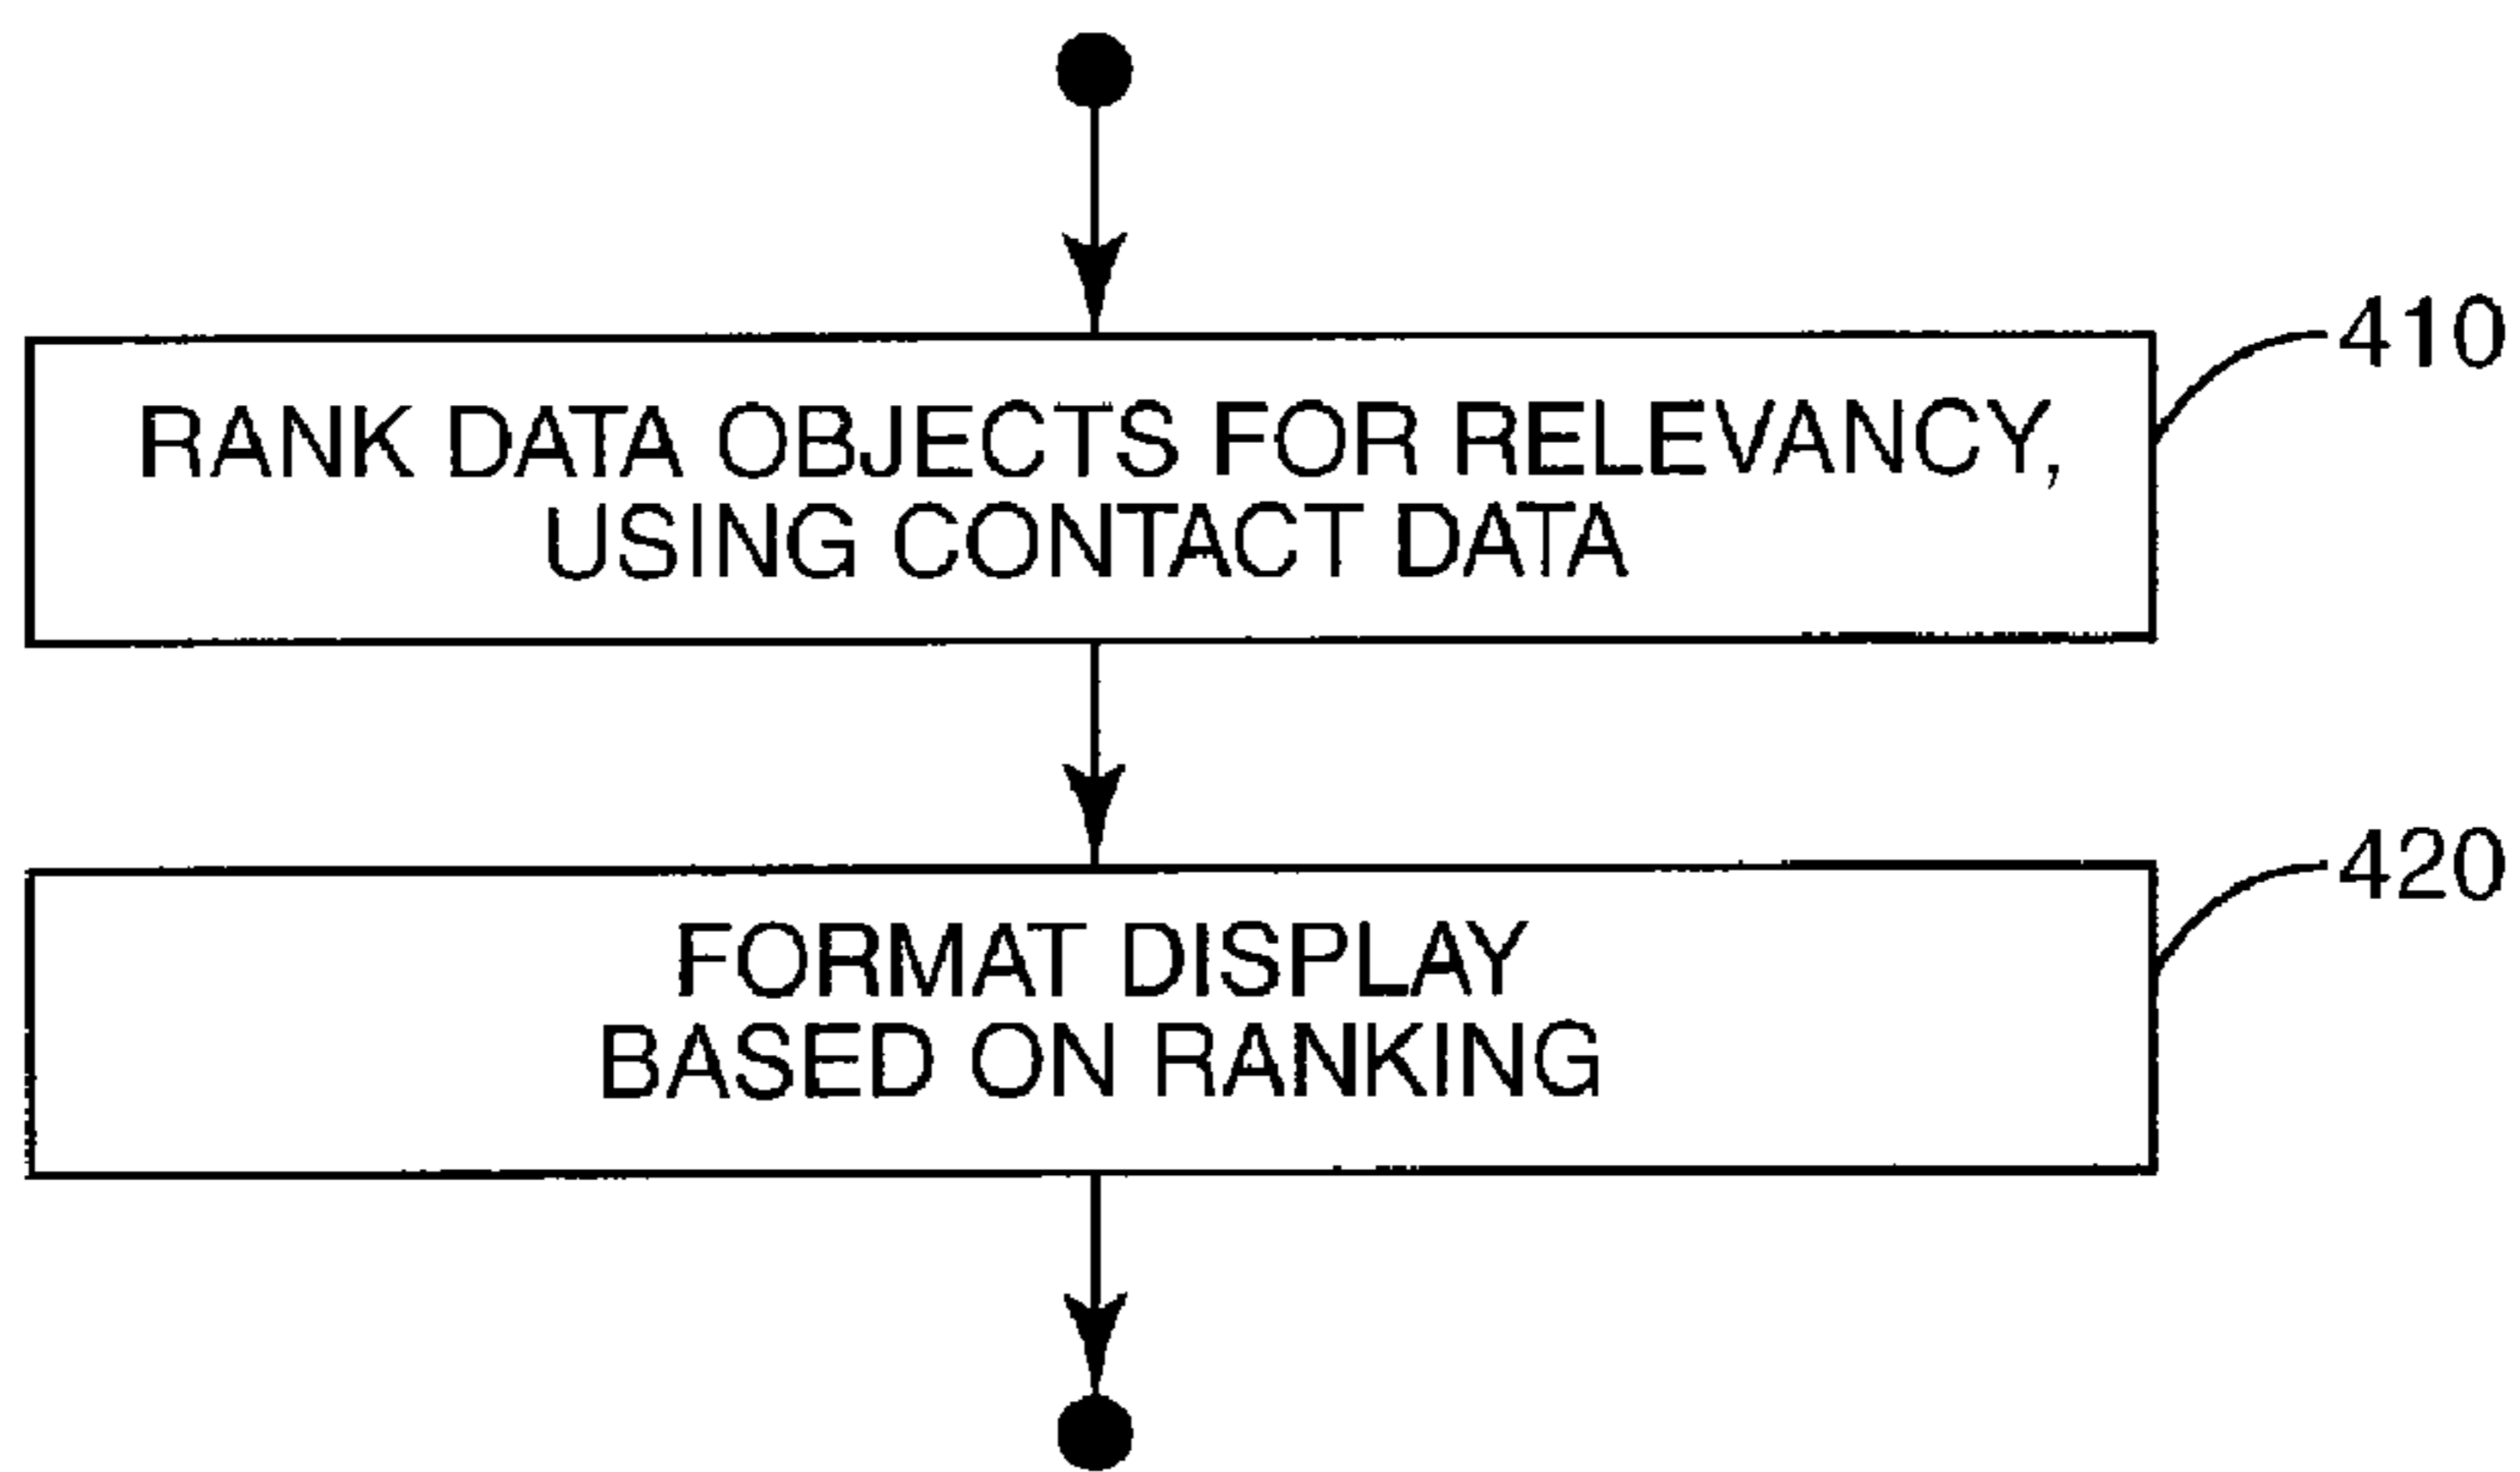 410
RANK DATA OBJECTS FOR RELEVANCY,
USING CONTACT DATA
420
FORMAT DISPLAY
BASED ON RANKING